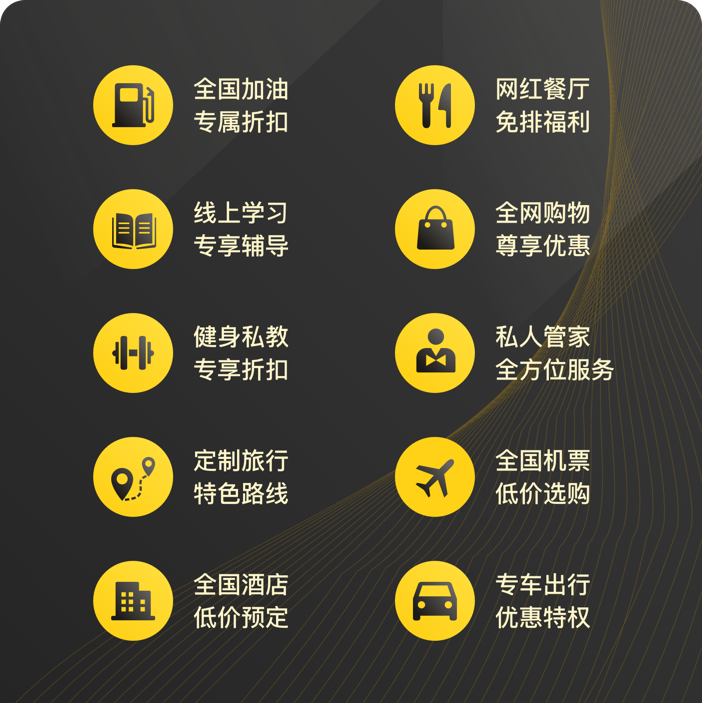 全国加油
专属折扣
网红餐厅
免排福利
线上学习
专享辅导
全网购物
尊享优惠
健身私教
专享折扣
私人管家
全方位服务
定制旅行
特色路线
全国机票
低价选购
全国酒店
低价预定
专车出行
优惠特权